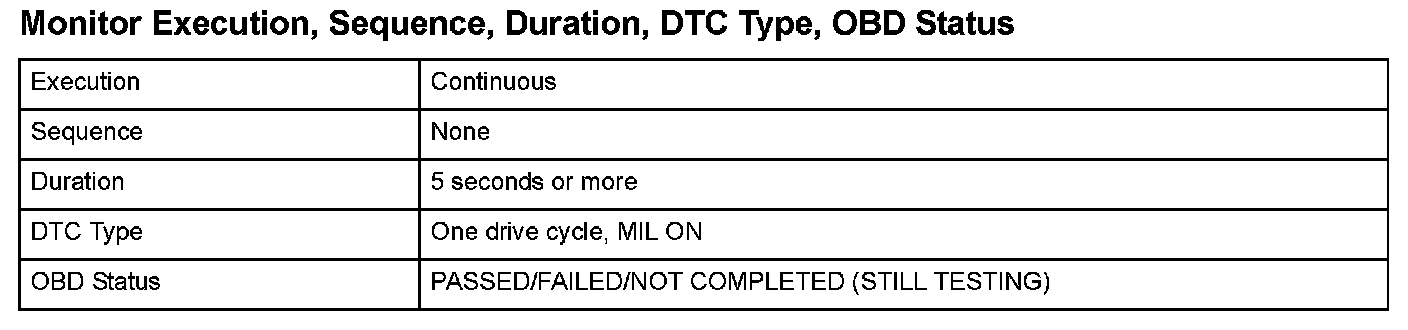 Monitor Execution, Sequence, Duration, DTC Type, OBD Status
Execution Continuous
Sequence None
Duration 5 seconds or more
DTC Type One drive cycle, MIL ON
OBD Status PASSED/FAILED/NOT COMPLETED (STILL TESTING)